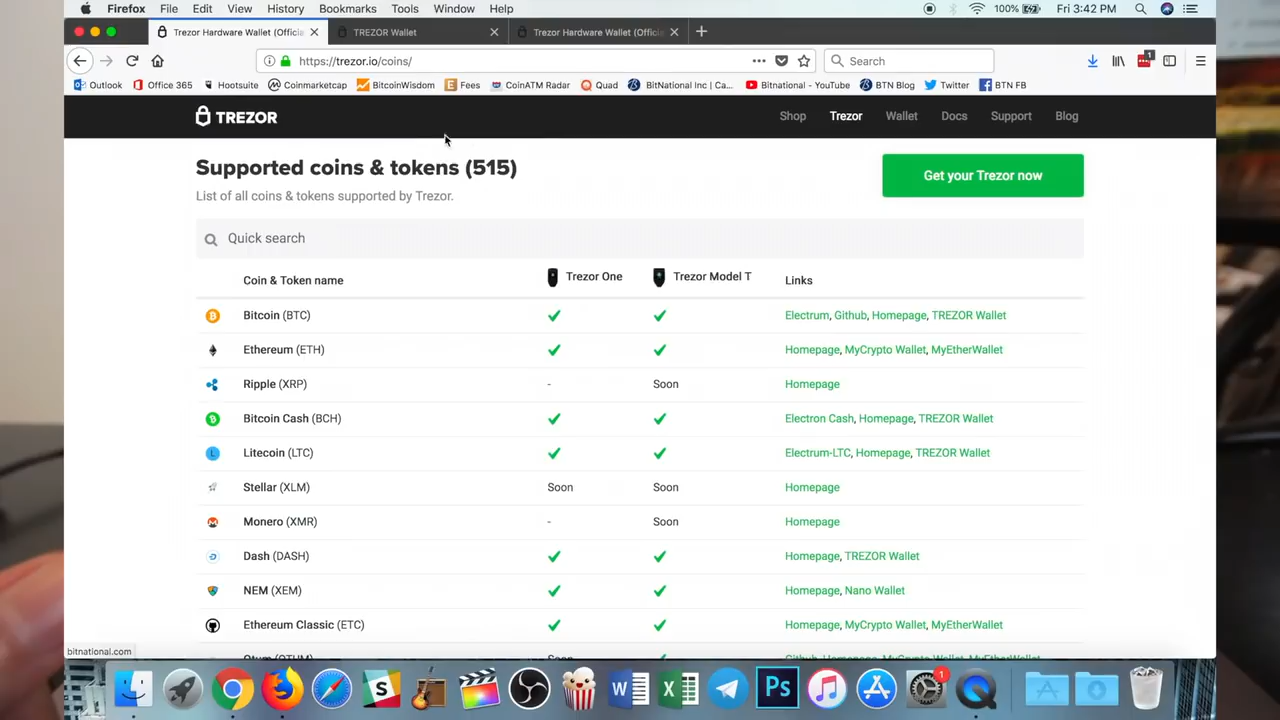 Firefox File Edit View History Bookmarks Tools Window Help 100% Fri 3:42 PM
Trezor Hardware Wallet (Offici TREZOR Wallet Trezor Hardware Wallet (Offici
https://trezor.io/coins/ Search
Outlook Office 365 Hootsuite Coinmarketcap BitcoinWisdom Fees CoinATM Radar Quad BitNational Inc | Ca... Bitnational - YouTube BTN Blog Twitter BTN FB
TREZOR Shop Trezor Wallet Docs Support Blog
Supported coins & tokens (515)
Get your Trezor now
List of all coins & tokens supported by Trezor.
Quick search
Coin & Token name Trezor One Trezor Model T Links
Bitcoin (BTC) Electrum, Github, Homepage, TREZOR Wallet
Ethereum (ETH) Homepage, MyCrypto Wallet, MyEtherWallet
Ripple (XRP) - Soon Homepage
Bitcoin Cash (BCH) Electron Cash, Homepage, TREZOR Wallet
Litecoin (LTC) Electrum-LTC, Homepage, TREZOR Wallet
Stellar (XLM) Soon Soon Homepage
Monero (XMR) - Soon Homepage
Dash (DASH) Homepage, TREZOR Wallet
NEM (XEM) Homepage, Nano Wallet
Ethereum Classic (ETC) Homepage, MyCrypto Wallet, MyEtherWallet
bitnational.com